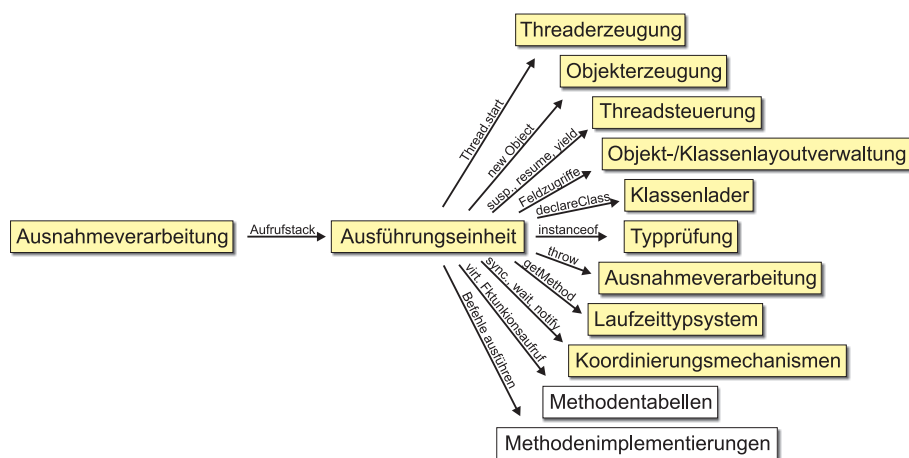 Threaderzeugung
Objekterzeugung
Threadsteuerung
Objekt-/Klassenlayoutverwaltung
Klassenlader
Typprüfung
Ausnahmeverarbeitung
Laufzeittypsystem
Koordinierungsmechanismen
Methodentabellen
Methodenimplementierungen
Ausnahmeverarbeitung
Aufrufstack
Ausführungseinheit
Thread.start
new Object
susp., resume, yield
Feldzugriffe
declareClass
instanceof
throw
getMethod
sync., wait, notify
virt. Fktunkionsaufruf
Befehle ausführen